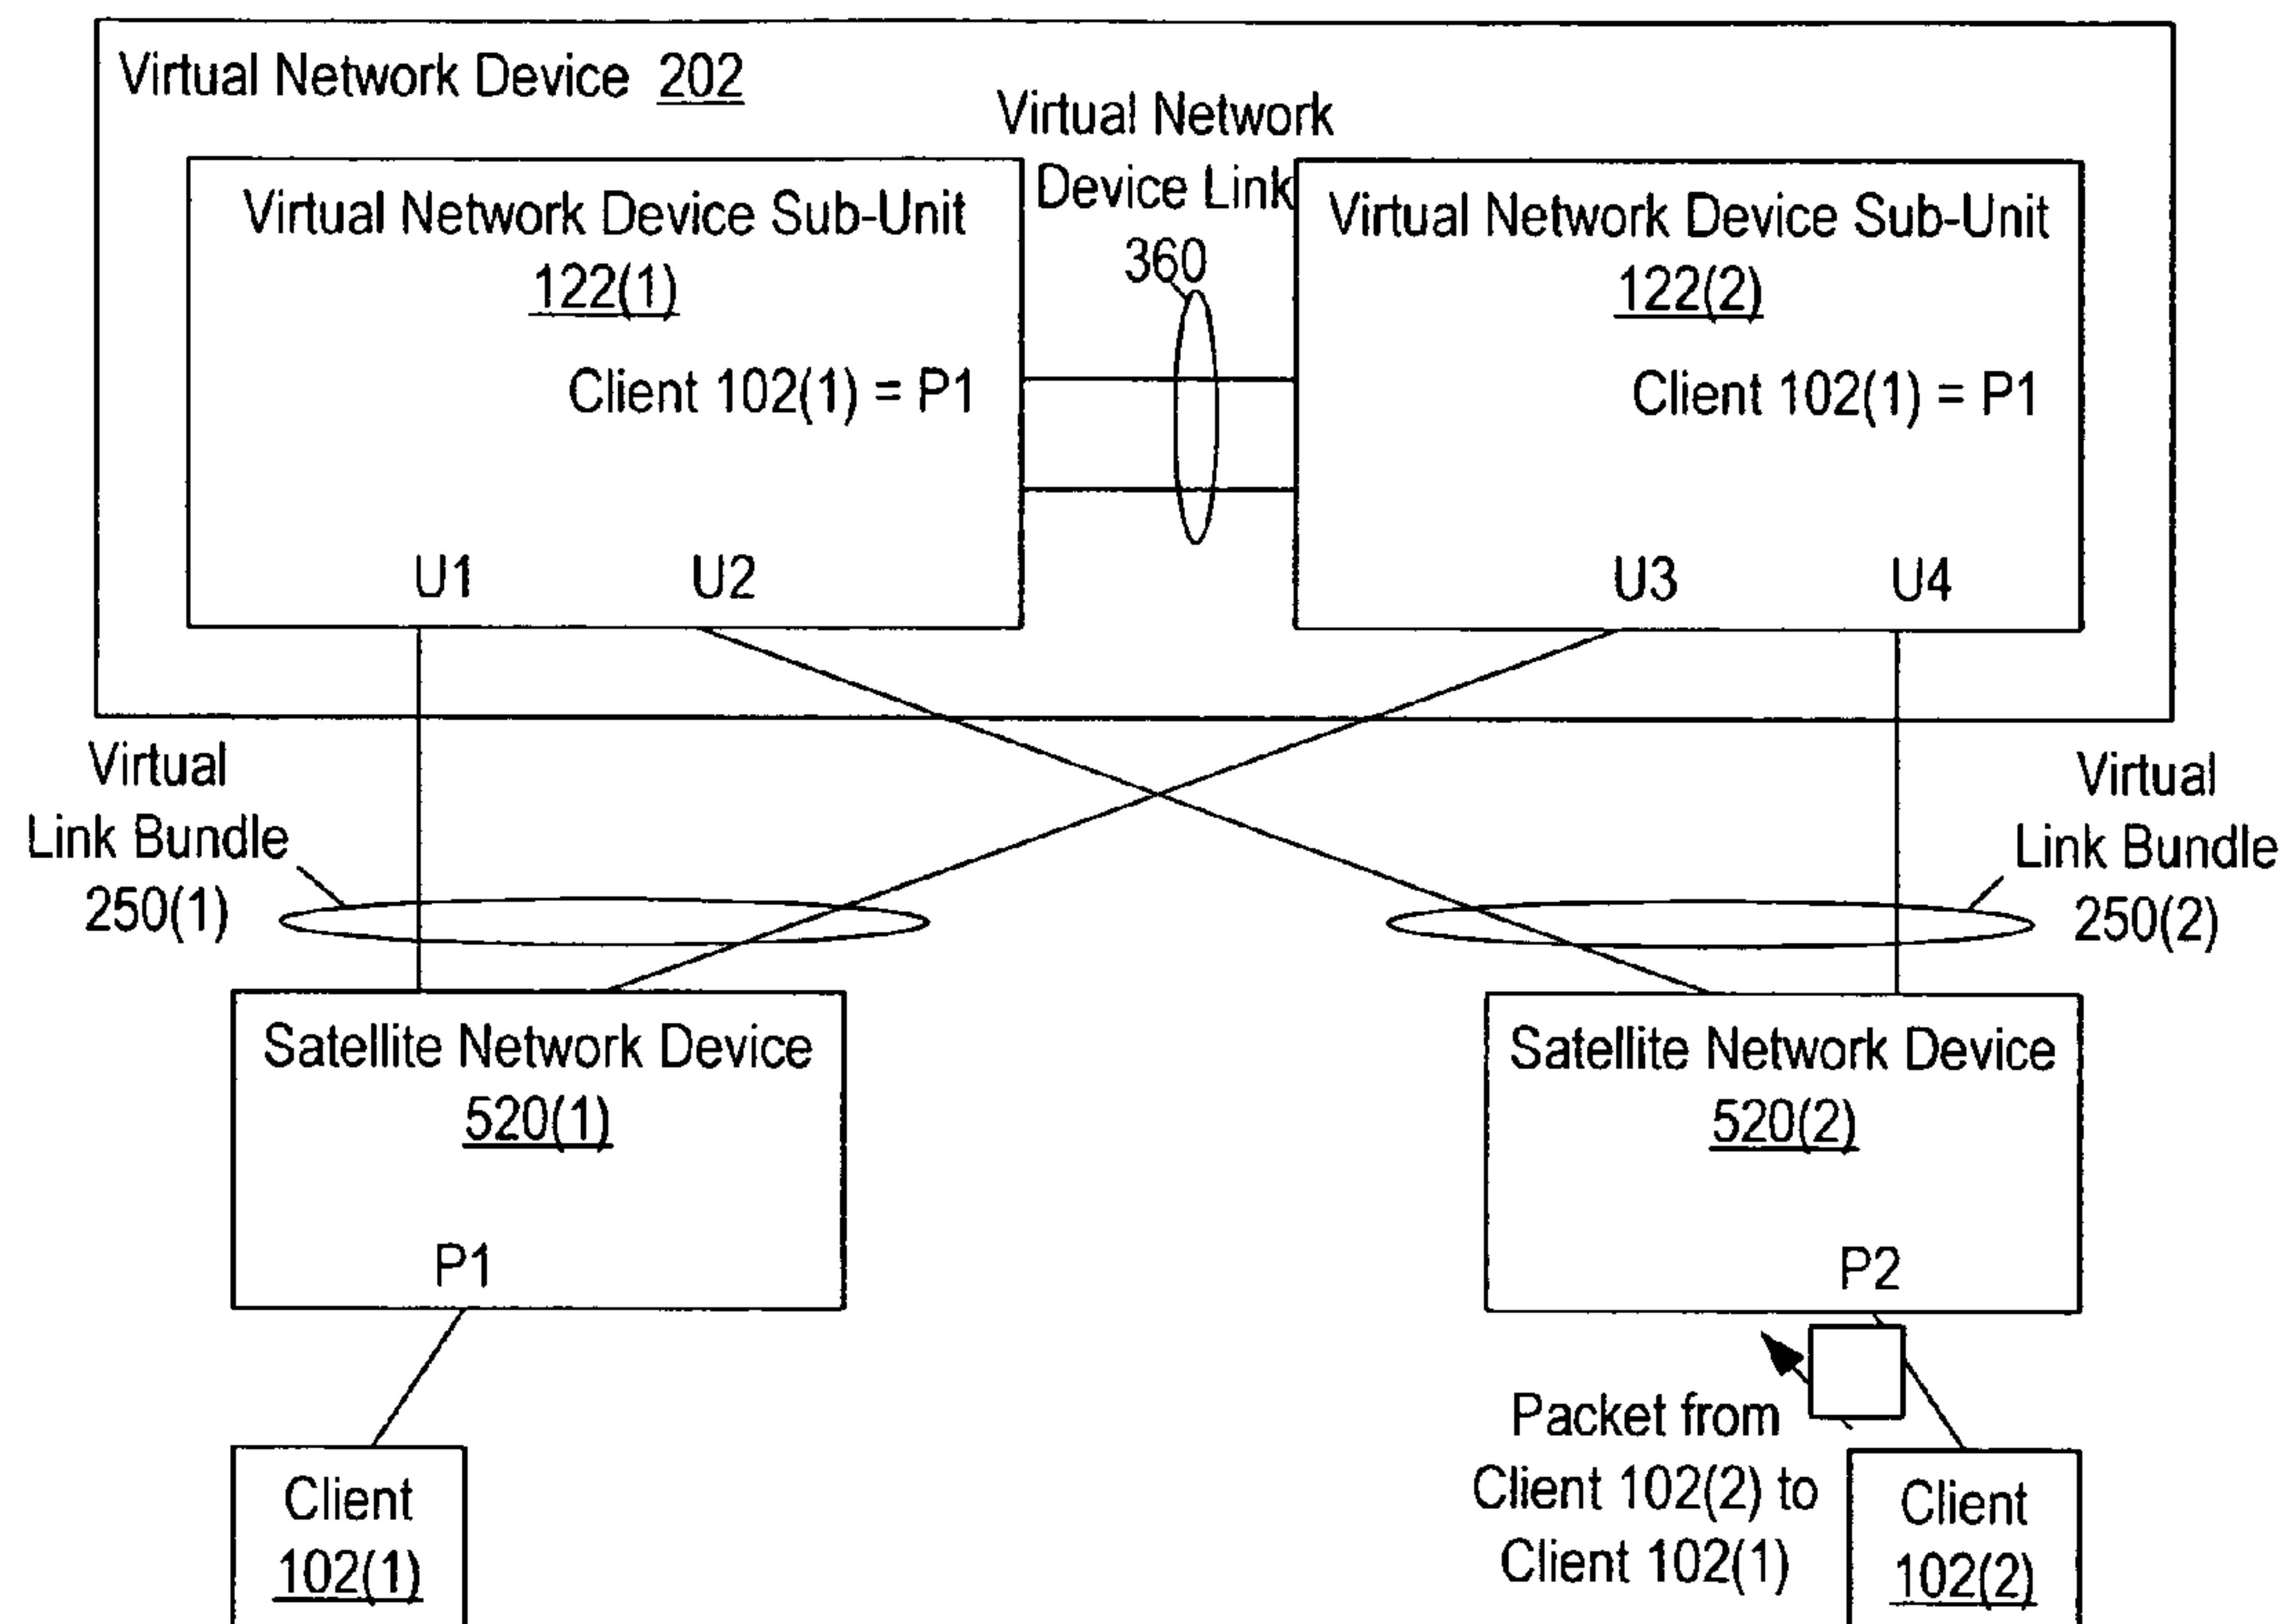 Virtual Network Device 202
Virtual Network
Device Link
360
Virtual Network Device Sub-Unit
122(1)
Client 102(1) = P1
U1 U2
Virtual Network Device Sub-Unit
122(2)
Client 102(1) = P1
U3 U4
Virtual
Link Bundle
250(1)
Virtual
Link Bundle
250(2)
Satellite Network Device
520(1)
P1
Satellite Network Device
520(2)
P2
Packet from
Client 102(2) to
Client 102(1)
Client
102(1)
Client
102(2)